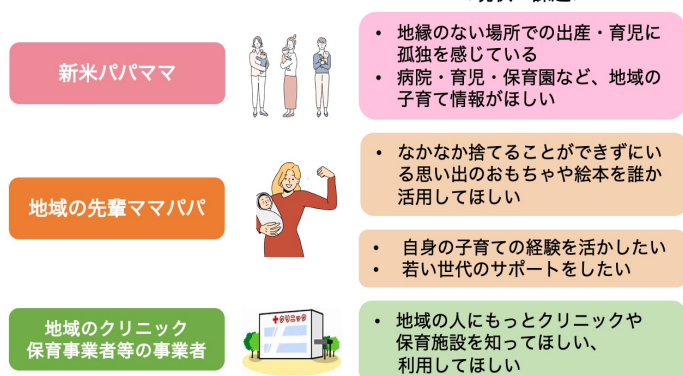 新米パパママ
• 地縁のない場所での出産・育児に
孤独を感じている
• 病院・育児・保育園など、地域の
子育て情報がほしい
地域の先輩ママパパ
• なかなか捨てることができずにい
る思い出のおもちゃや絵本を誰か
活用してほしい
• 自身の子育ての経験を活かしたい
• 若い世代のサポートをしたい
地域のクリニック
保育事業者等の事業者
クリニック
• 地域の人にもっとクリニックや
保育施設を知ってほしい、
利用してほしい